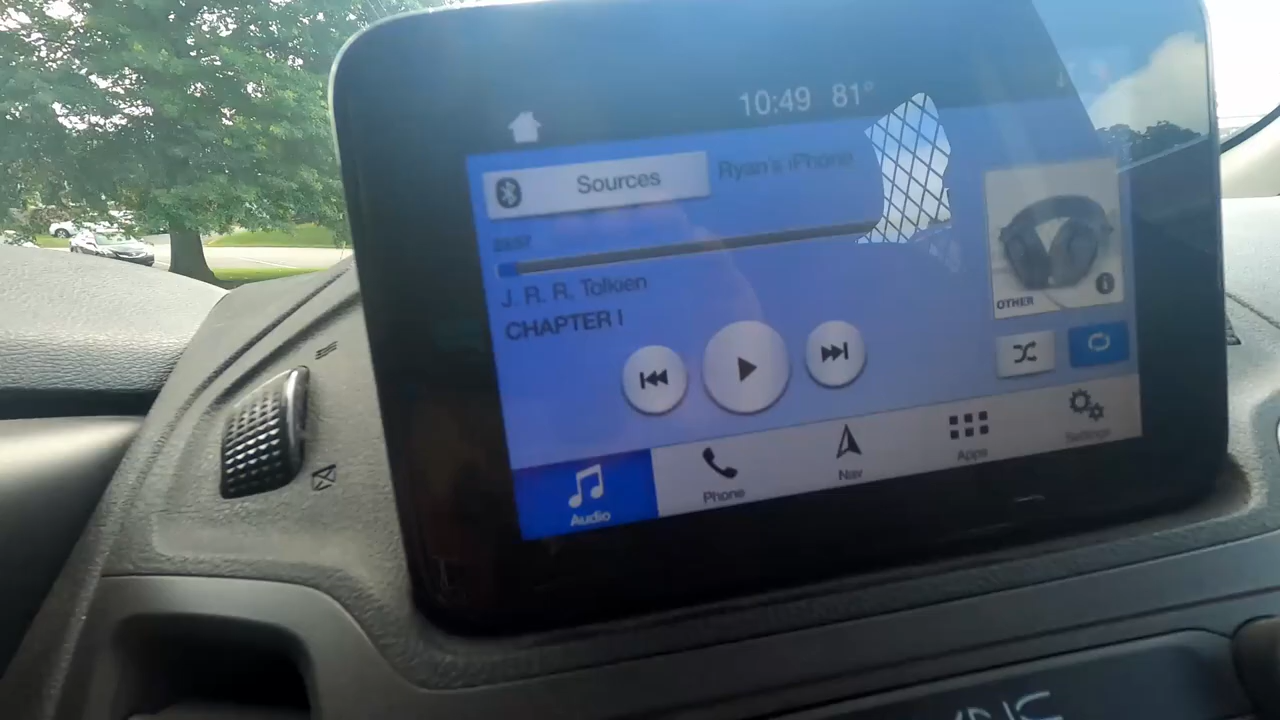 10:49 81°
Sources
Ryan's iPhone
J. R. R. Tolkien
CHAPTER I
OTHER
Audio
Phone
Nav
Apps
Settings